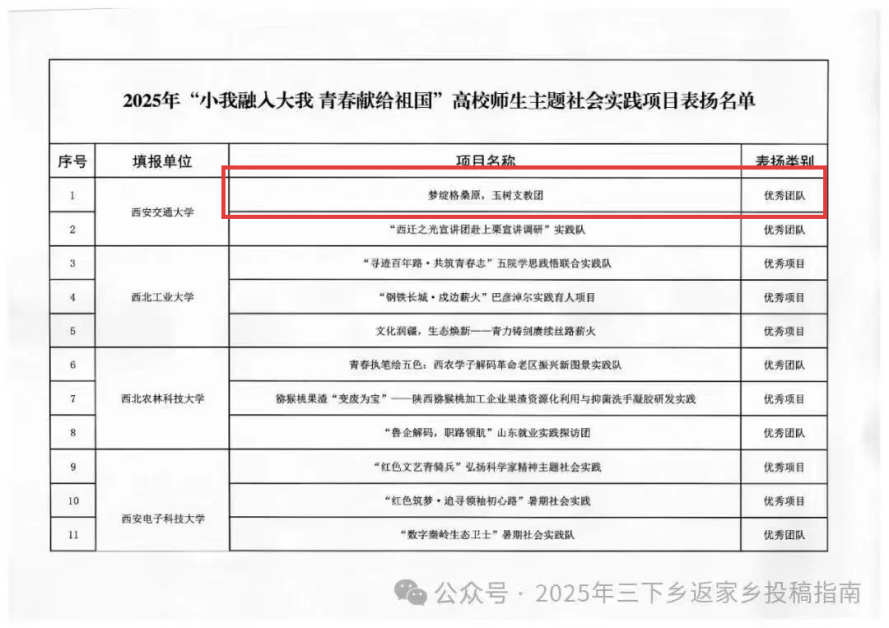 2025年“小我融入大我 青春献给祖国”高校师生主题社会实践项目表扬名单
序号 填报单位 项目名称 表扬类别
1 西安交通大学 梦绽格桑原，玉树支教团 优秀团队
2 “西迁之光宣讲团赴上栗宣讲调研”实践队 优秀团队
3 西北工业大学 “寻迹百年路·共筑青春志”五院学思践悟联合实践队 优秀项目
4 “钢铁长城·戍边薪火”巴彦淖尔实践育人项目 优秀项目
5 文化润疆，生态焕新——青力铸剑赓续丝路薪火 优秀项目
6 西北农林科技大学 青春执笔绘五色：西农学子解码革命老区振兴新图景实践队 优秀团队
7 猕猴桃果渣“变废为宝”——陕西猕猴桃加工企业果渣资源化利用与抑菌洗手凝胶研发实践 优秀项目
8 “鲁企解码，职路领航”山东就业实践探访团 优秀团队
9 西安电子科技大学 “红色文艺青骑兵”弘扬科学家精神主题社会实践 优秀项目
10 “红色筑梦·追寻领袖初心路”暑期社会实践 优秀项目
11 “数字秦岭生态卫士”暑期社会实践队 优秀团队
公众号·2025年三下乡返家乡投稿指南